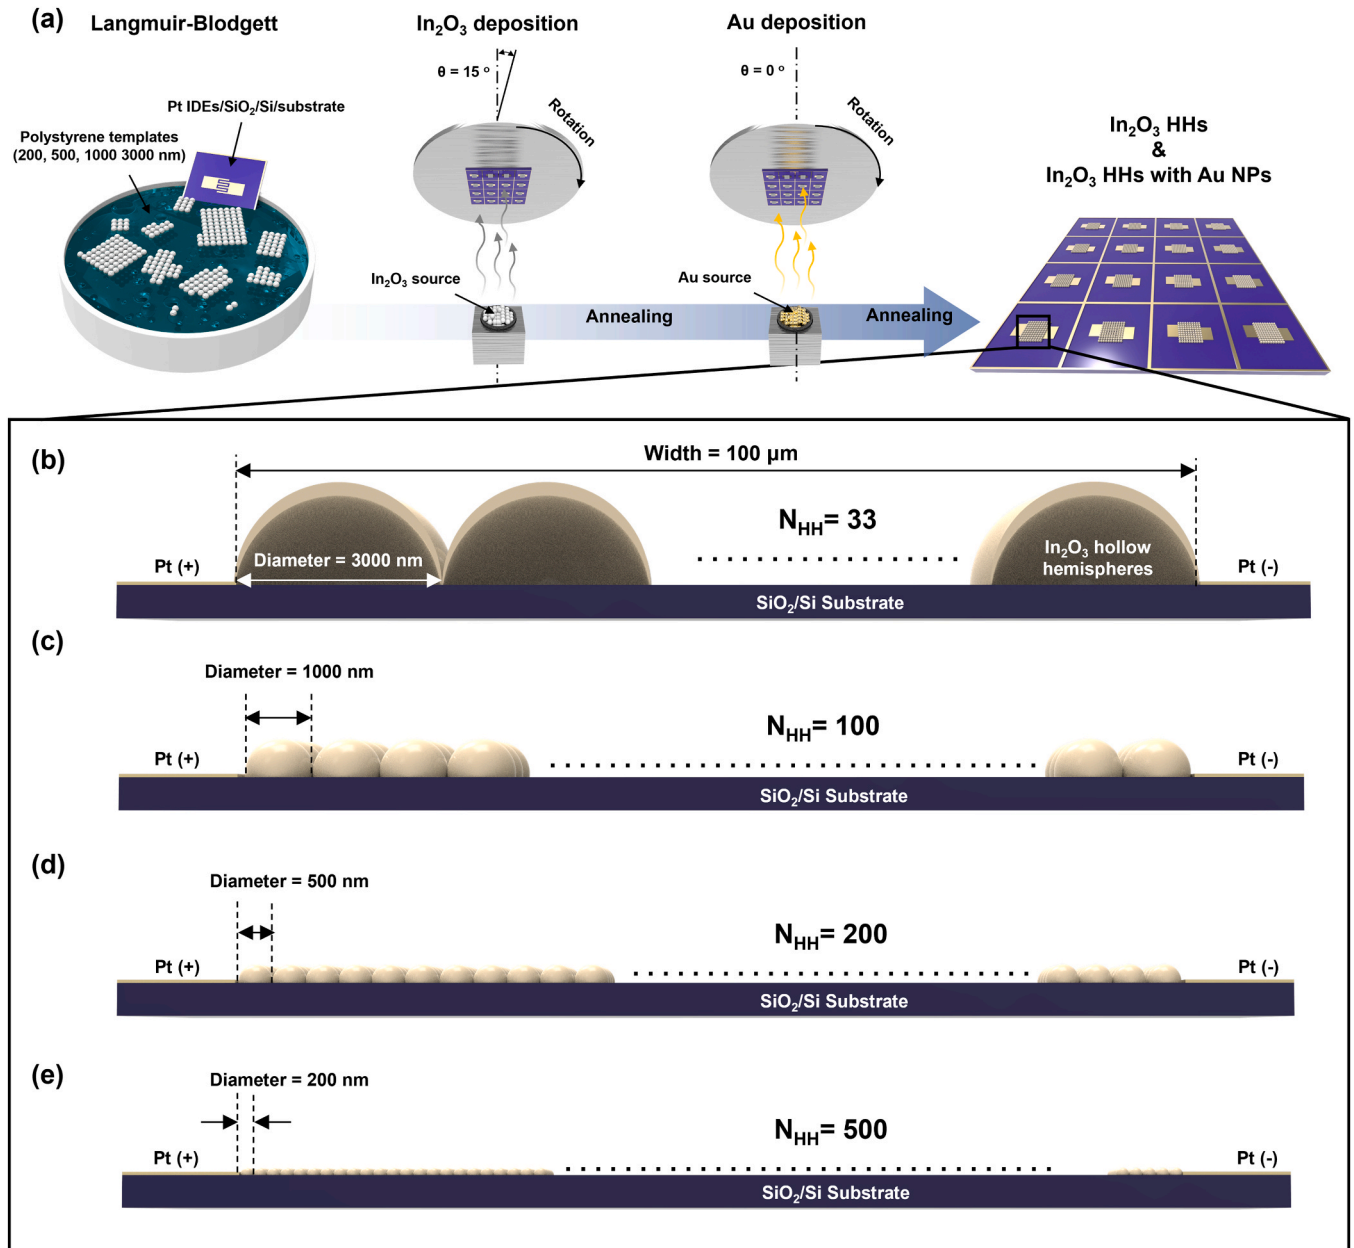 (a)
Langmuir-Blodgett
In₂O₃ deposition
Au deposition
θ = 15 °
θ = 0 °
Pt IDEs/SiO₂/Si/substrate
Rotation
Rotation
Polystyrene templates
(200, 500, 1000 3000 nm)
In₂O₃ HHs
&
In₂O₃ HHs with Au NPs
In₂O₃ source
Au source
Annealing
Annealing
(b)
Width = 100 µm
N_HH = 33
Pt (+)
Diameter = 3000 nm
In₂O₃ hollow
hemispheres
Pt (-)
SiO₂/Si Substrate
(c)
Diameter = 1000 nm
N_HH = 100
Pt (+)
Pt (-)
SiO₂/Si Substrate
(d)
Diameter = 500 nm
N_HH = 200
Pt (+)
Pt (-)
SiO₂/Si Substrate
(e)
Diameter = 200 nm
N_HH = 500
Pt (+)
Pt (-)
SiO₂/Si Substrate